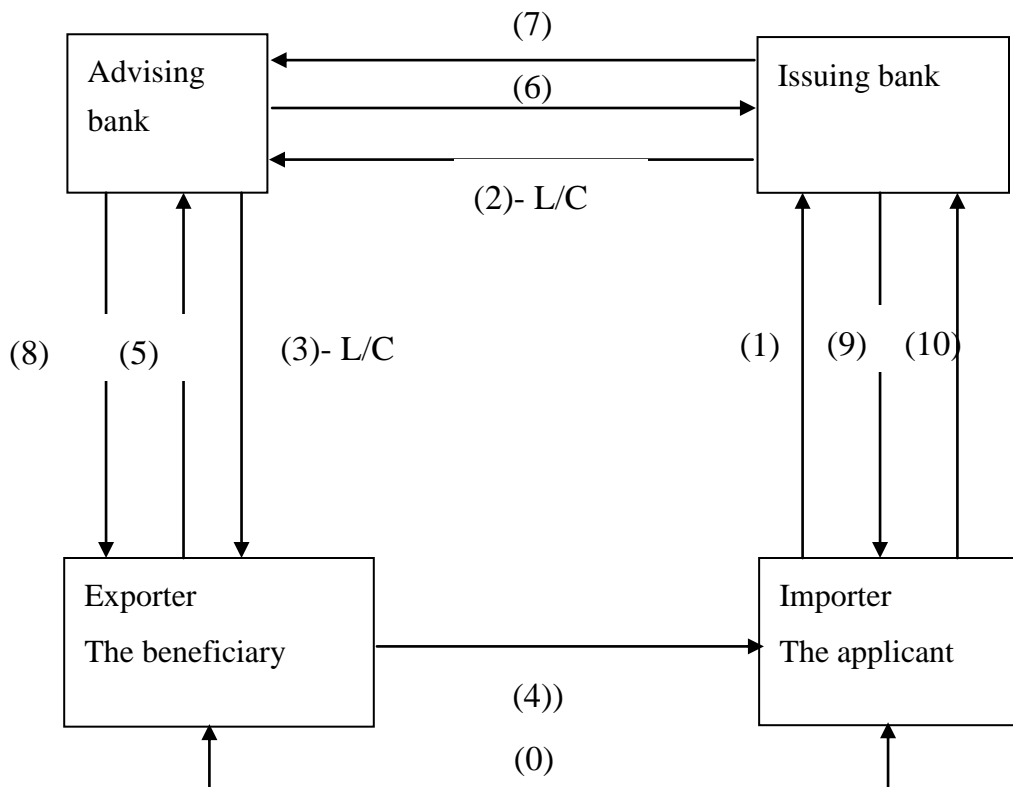 (7)
Advising
bank
Issuing bank
(6)
(2)- L/C
(8)
(5)
(3)- L/C
(1)
(9)
(10)
Exporter
The beneficiary
Importer
The applicant
(4))
(0)